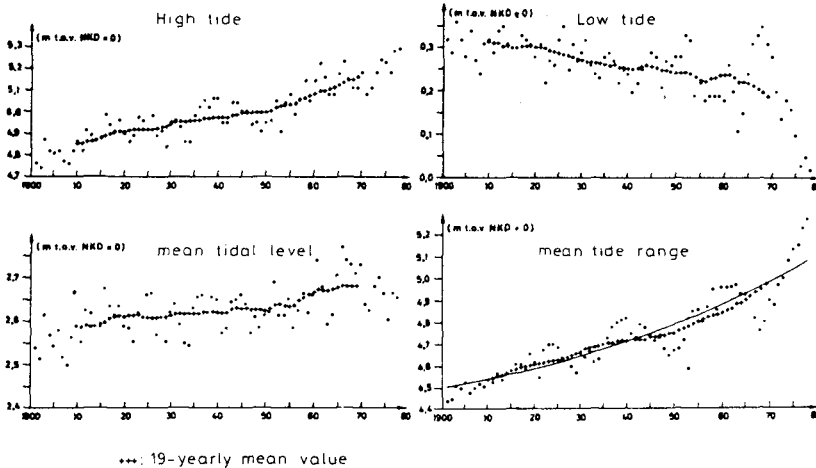 High tide
(m t.o.v. NKD = 0)
5,3
5,2
5,1
5,0
4,9
4,8
4,7
1900 10 20 30 40 50 60 70 80
Low tide
(m t.o.v. NKD = 0)
0,3
0,2
0,1
0,0
1900 10 20 30 40 50 60 70 80
mean tidal level
(m t.o.v. NKD = 0)
2,7
2,6
2,5
2,4
1900 10 20 30 40 50 60 70 80
mean tide range
(m t.o.v. NKD = 0)
5,2
5,1
5,0
4,9
4,8
4,7
4,6
4,5
4,4
1900 10 20 30 40 50 60 70
+++: 19-yearly mean value